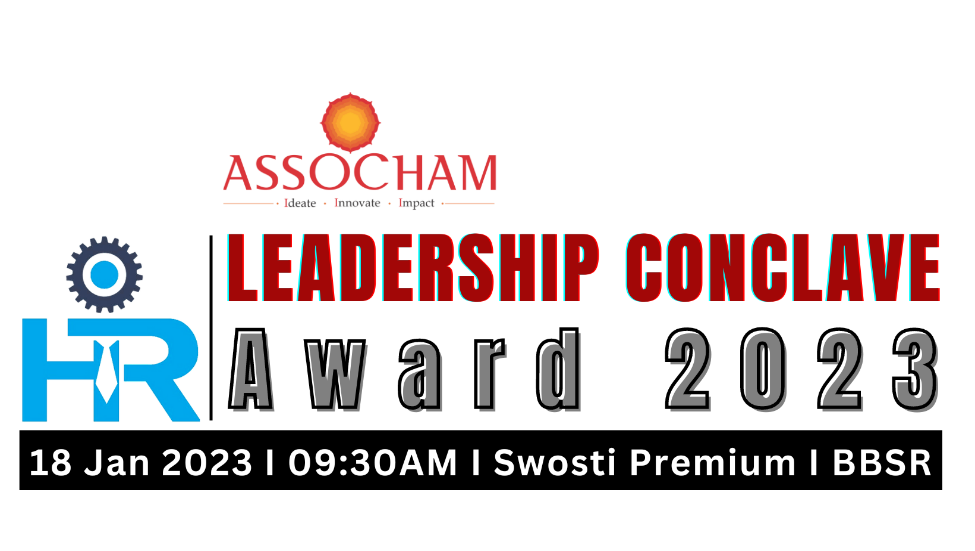 ASSOCHAM
· Ideate · Innovate · Impact ·
HR
LEADERSHIP CONCLAVE
Award 2023
18 Jan 2023 I 09:30AM I Swosti Premium I BBSR